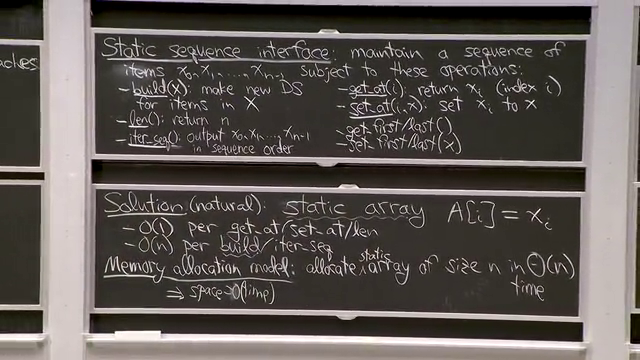 aches
Static sequence interface: maintain a sequence of
items x₀, x₁, ..., xₙ₋₁ subject to these operations:
- build(X): make new DS
for items in X
- len(): return n
- iter_seq(): output x₀, x₁, ..., xₙ₋₁
in sequence order
- get_at(i): return xᵢ (index i)
- set_at(i,x): set xᵢ to x
- get_first/last()
- set_first/last(x)
Solution (natural): static array A[i] = xᵢ
- O(1) per get_at/set_at/len
- O(n) per build/iter_seq
Memory allocation model: allocate static array of size n in Θ(n)
time
⇒ space = O(time)